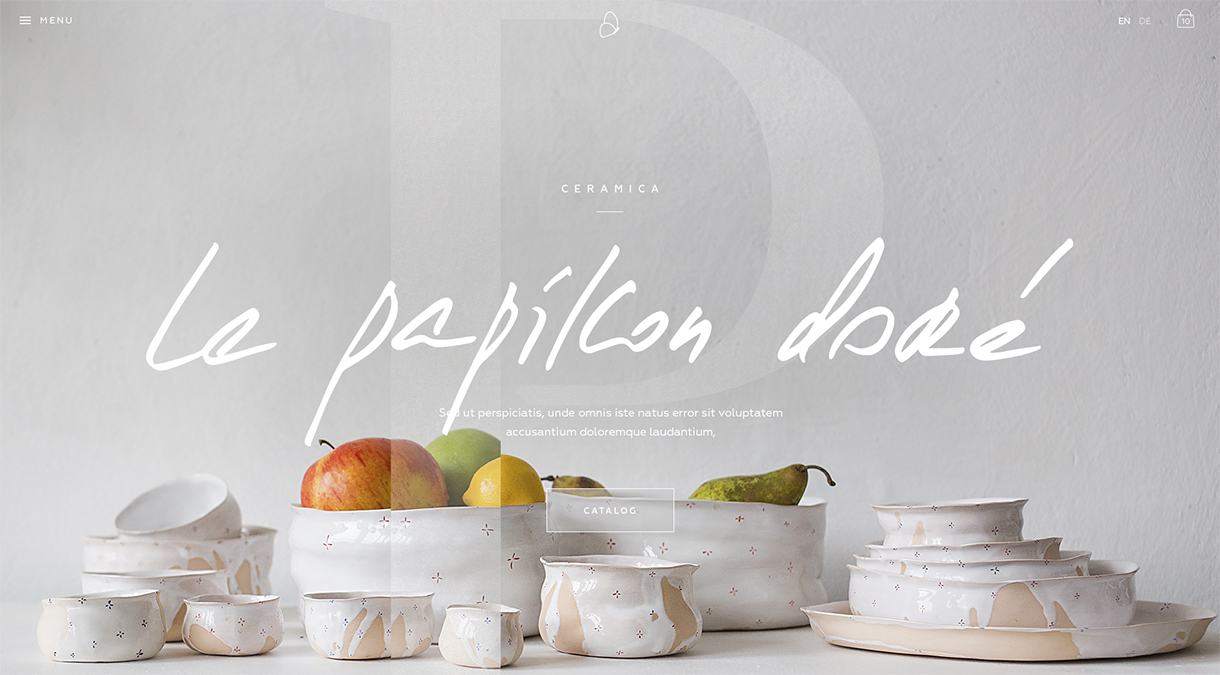 MENU
EN DE
10
D
CERAMICA
Le papillon doré
Sed ut perspiciatis, unde omnis iste natus error sit voluptatem
accusantium doloremque laudantium,
CATALOG